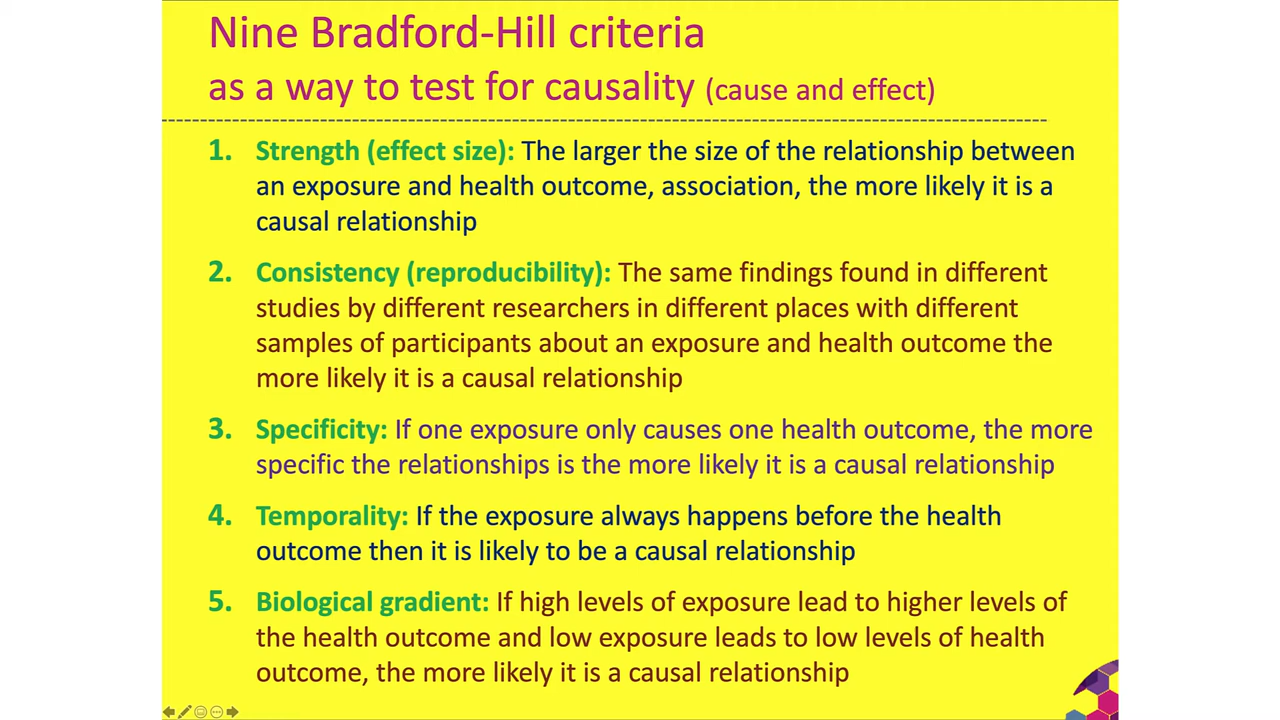 Nine Bradford-Hill criteria
as a way to test for causality (cause and effect)
1. Strength (effect size): The larger the size of the relationship between
an exposure and health outcome, association, the more likely it is a
causal relationship
2. Consistency (reproducibility): The same findings found in different
studies by different researchers in different places with different
samples of participants about an exposure and health outcome the
more likely it is a causal relationship
3. Specificity: If one exposure only causes one health outcome, the more
specific the relationships is the more likely it is a causal relationship
4. Temporality: If the exposure always happens before the health
outcome then it is likely to be a causal relationship
5. Biological gradient: If high levels of exposure lead to higher levels of
the health outcome and low exposure leads to low levels of health
outcome, the more likely it is a causal relationship